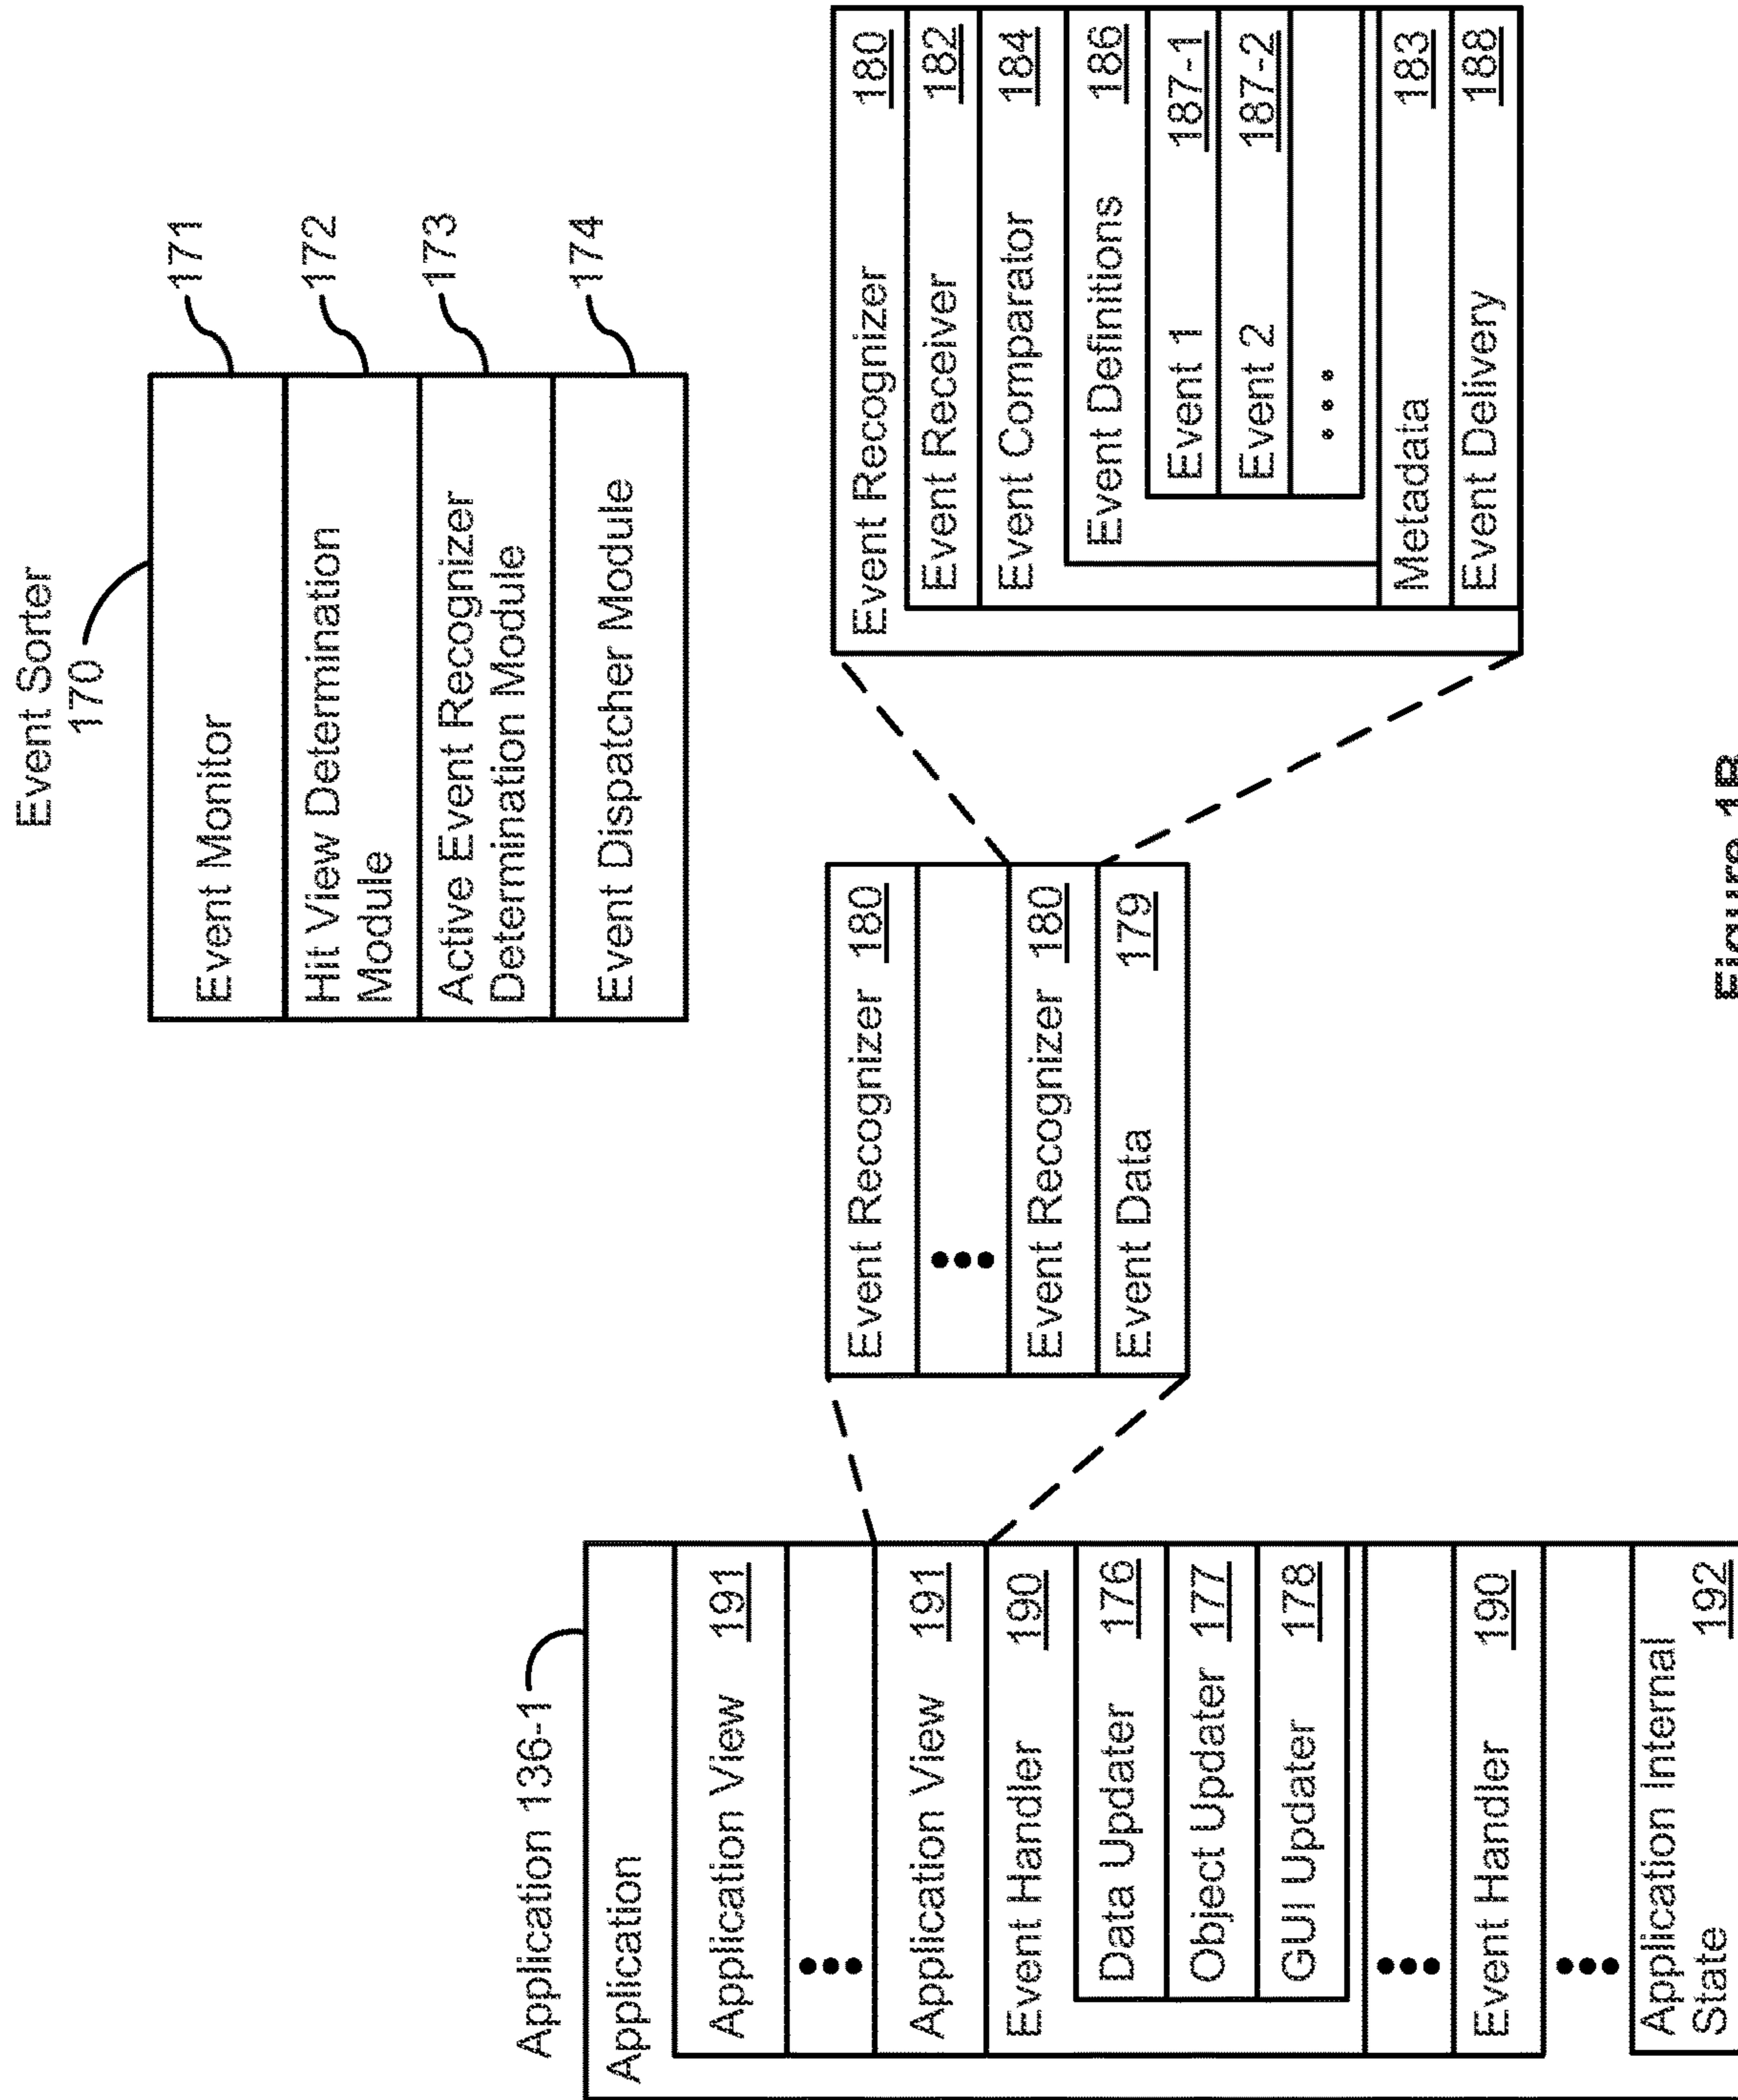 Event Sorter
170
Event Monitor
171
Hit View Determination
Module
172
Active Event Recognizer
Determination Module
173
Event Dispatcher Module
174
Application 136-1
Application
Application View 191
•••
Application View 191
Event Handler 190
Data Updater 176
Object Updater 177
GUI Updater 178
•••
Event Handler 190
•••
Application Internal
State 192
Event Recognizer 180
•••
Event Recognizer 180
Event Data 179
Event Recognizer 180
Event Receiver 182
Event Comparator 184
Event Definitions 186
Event 1 187-1
Event 2 187-2
•••
Metadata 183
Event Delivery 188
Figure 1B